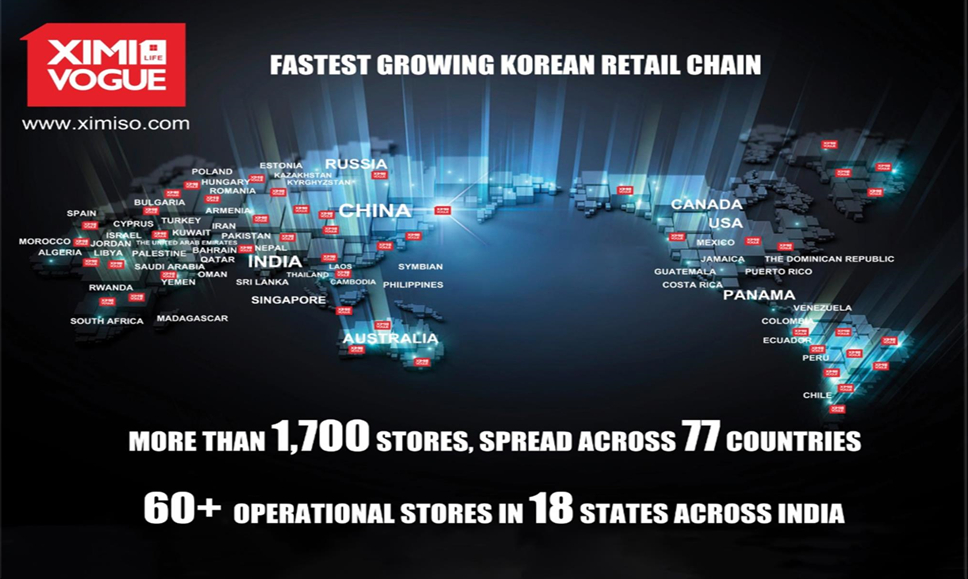 XIMI
LIFE
VOGUE
www.ximiso.com
FASTEST GROWING KOREAN RETAIL CHAIN
ESTONIA
RUSSIA
POLAND
KAZAKHSTAN
HUNGARY
KYRGHYZSTAN
ROMANIA
BULGARIA
SPAIN
ARMENIA
CHINA
CYPRUS
TURKEY
IRAN
ISRAEL
KUWAIT
PAKISTAN
MOROCCO
JORDAN
THE UNITED ARAB EMIRATES
ALGERIA
LIBYA
PALESTINE
BAHRAIN
NEPAL
QATAR
INDIA
SAUDI ARABIA
LAOS
SYMBIAN
OMAN
THAILAND
YEMEN
SRI LANKA
CAMBODIA
PHILIPPINES
RWANDA
SINGAPORE
SOUTH AFRICA
MADAGASCAR
AUSTRALIA
CANADA
USA
MEXICO
JAMAICA
THE DOMINICAN REPUBLIC
GUATEMALA
PUERTO RICO
COSTA RICA
PANAMA
VENEZUELA
COLOMBIA
ECUADOR
PERU
CHILE
MORE THAN 1,700 STORES, SPREAD ACROSS 77 COUNTRIES
60+ OPERATIONAL STORES IN 18 STATES ACROSS INDIA